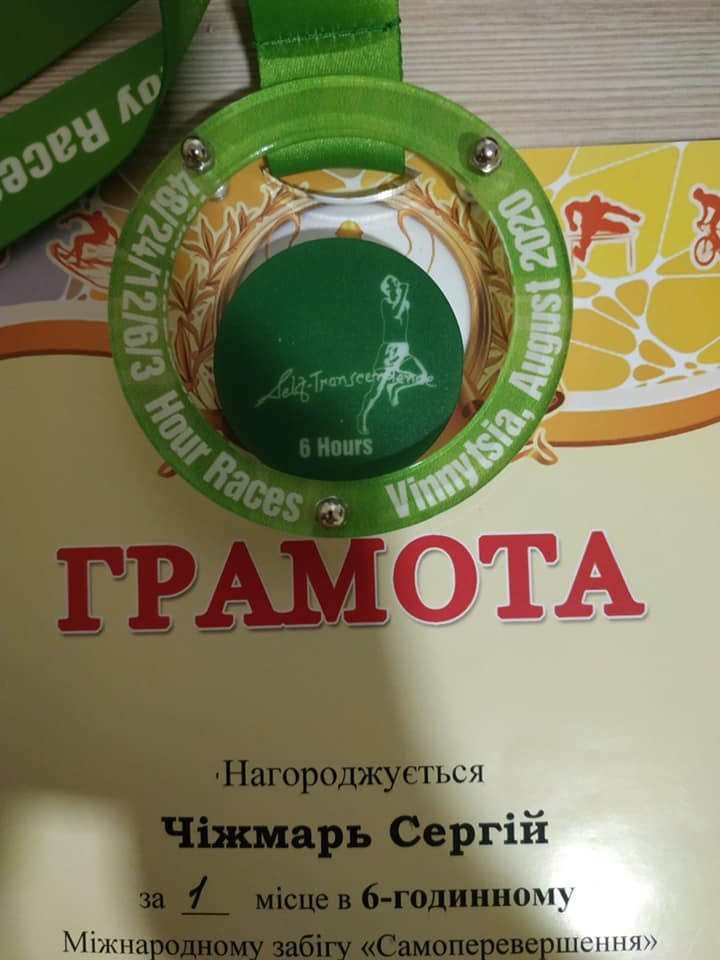 oy Races
48/24/12/6/3 Hour Races
Vinnytsia, August 2020
Self-Transcendence
6 Hours
ГРАМОТА
Нагороджується
Чіжмарь Сергій
за 1 місце в 6-годинному
Міжнародному забігу «Самоперевершення»